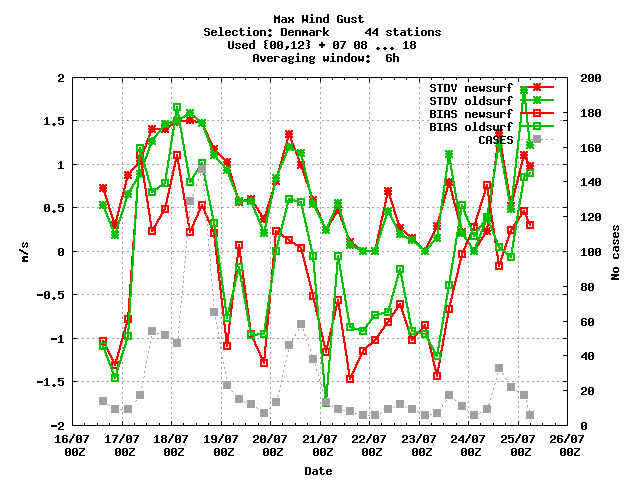 Max Wind Gust
Selection: Denmark     44 stations
Used {00,12} + 07 08 ... 18
Averaging window:  6h
STDV newsurf
STDV oldsurf
BIAS newsurf
BIAS oldsurf
CASES
2
1.5
1
0.5
0
-0.5
-1
-1.5
-2
m/s
200
180
160
140
120
100
80
60
40
20
0
No cases
16/07 17/07 18/07 19/07 20/07 21/07 22/07 23/07 24/07 25/07 26/07
00Z 00Z 00Z 00Z 00Z 00Z 00Z 00Z 00Z 00Z 00Z
Date